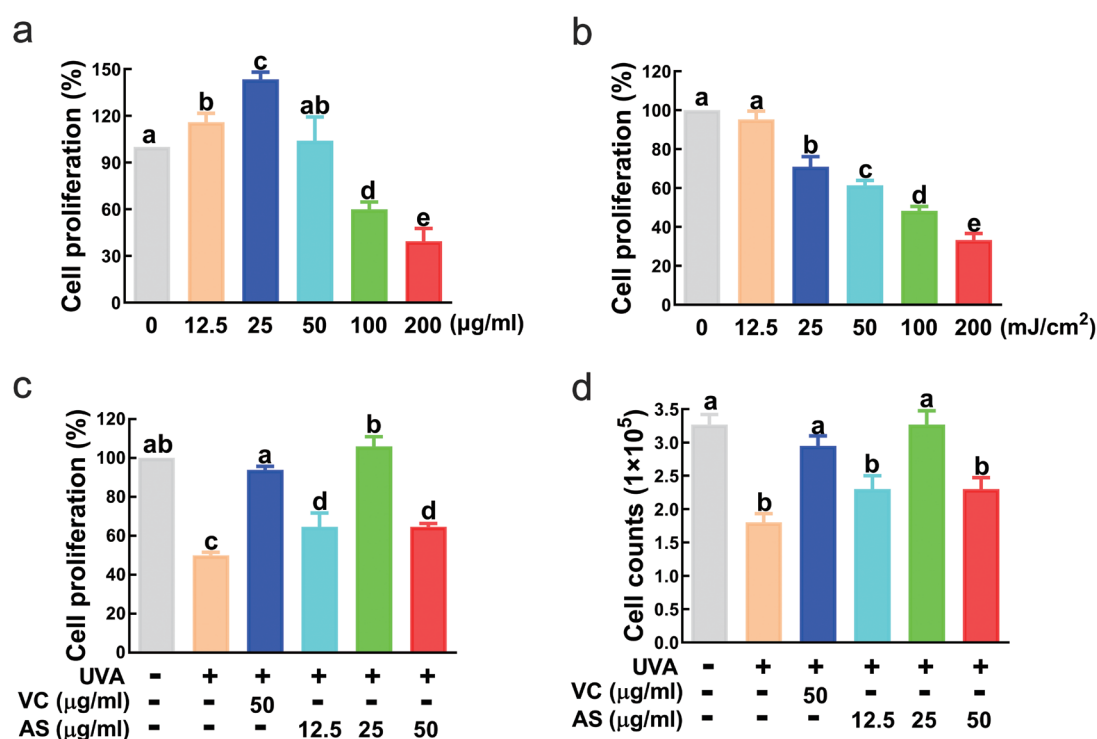 a
Cell proliferation (%)
150
120
90
60
30
0
a
b
c
ab
d
e
0 12.5 25 50 100 200 (μg/ml)
b
Cell proliferation (%)
120
100
80
60
40
20
0
a
a
b
c
d
e
0 12.5 25 50 100 200 (mJ/cm²)
c
Cell proliferation (%)
120
100
80
60
40
20
0
ab
c
a
d
b
d
UVA - + + + + +
VC (μg/ml) - - 50 - - -
AS (μg/ml) - - - 12.5 25 50
d
Cell counts (1×10⁵)
3.5
3.0
2.5
2.0
1.5
1.0
0.5
0.0
a
b
a
b
a
b
UVA - + + + + +
VC (μg/ml) - - 50 - - -
AS (μg/ml) - - - 12.5 25 50